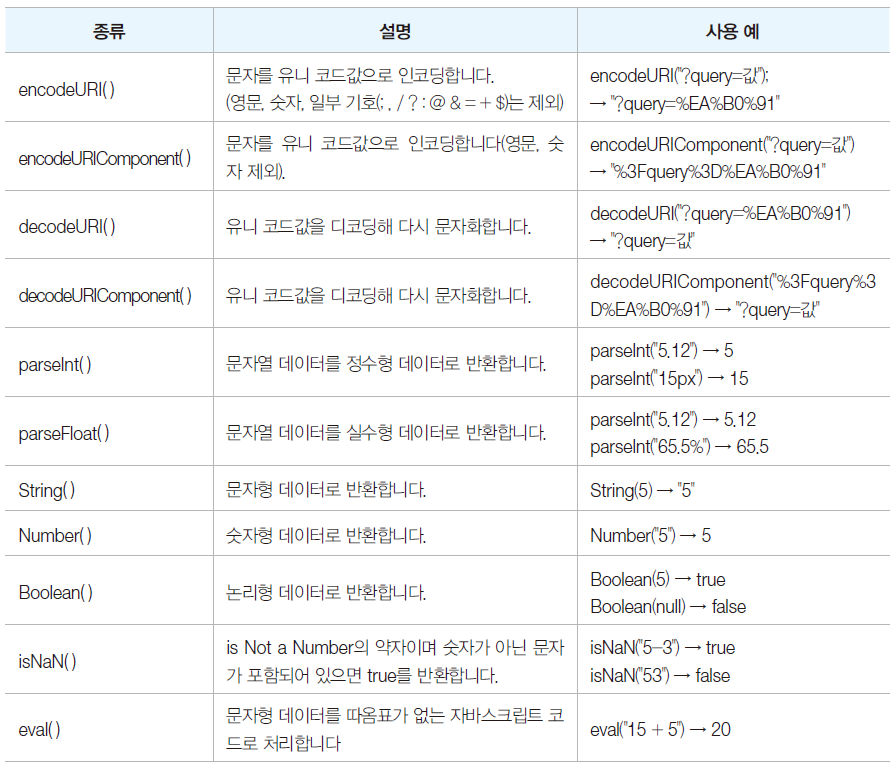 종류 설명 사용 예
encodeURI( )
문자를 유니 코드값으로 인코딩합니다.
(영문, 숫자, 일부 기호(; , / ? : @ & = + $)는 제외)
encodeURI("?query=값");
→ "?query=%EA%B0%91"
encodeURIComponent( )
문자를 유니 코드값으로 인코딩합니다(영문, 숫
자 제외).
encodeURIComponent("?query=값")
→ "%3Fquery%3D%EA%B0%91"
decodeURI( )
유니 코드값을 디코딩해 다시 문자화합니다.
decodeURI("?query=%EA%B0%91")
→ "?query=값"
decodeURIComponent( )
유니 코드값을 디코딩해 다시 문자화합니다.
decodeURIComponent("%3Fquery%3
D%EA%B0%91") → "?query=값"
parseInt( )
문자열 데이터를 정수형 데이터로 반환합니다.
parseInt("5.12") → 5
parseInt("15px") → 15
parseFloat( )
문자열 데이터를 실수형 데이터로 반환합니다.
parseInt("5.12") → 5.12
parseInt("65.5%") → 65.5
String( )
문자형 데이터로 반환합니다.
String(5) → "5"
Number( )
숫자형 데이터로 반환합니다.
Number("5") → 5
Boolean( )
논리형 데이터로 반환합니다.
Boolean(5) → true
Boolean(null) → false
isNaN( )
is Not a Number의 약자이며 숫자가 아닌 문자
가 포함되어 있으면 true를 반환합니다.
isNaN("5-3") → true
isNaN("53") → false
eval( )
문자형 데이터를 따옴표가 없는 자바스크립트 코
드로 처리합니다
eval("15 + 5") → 20